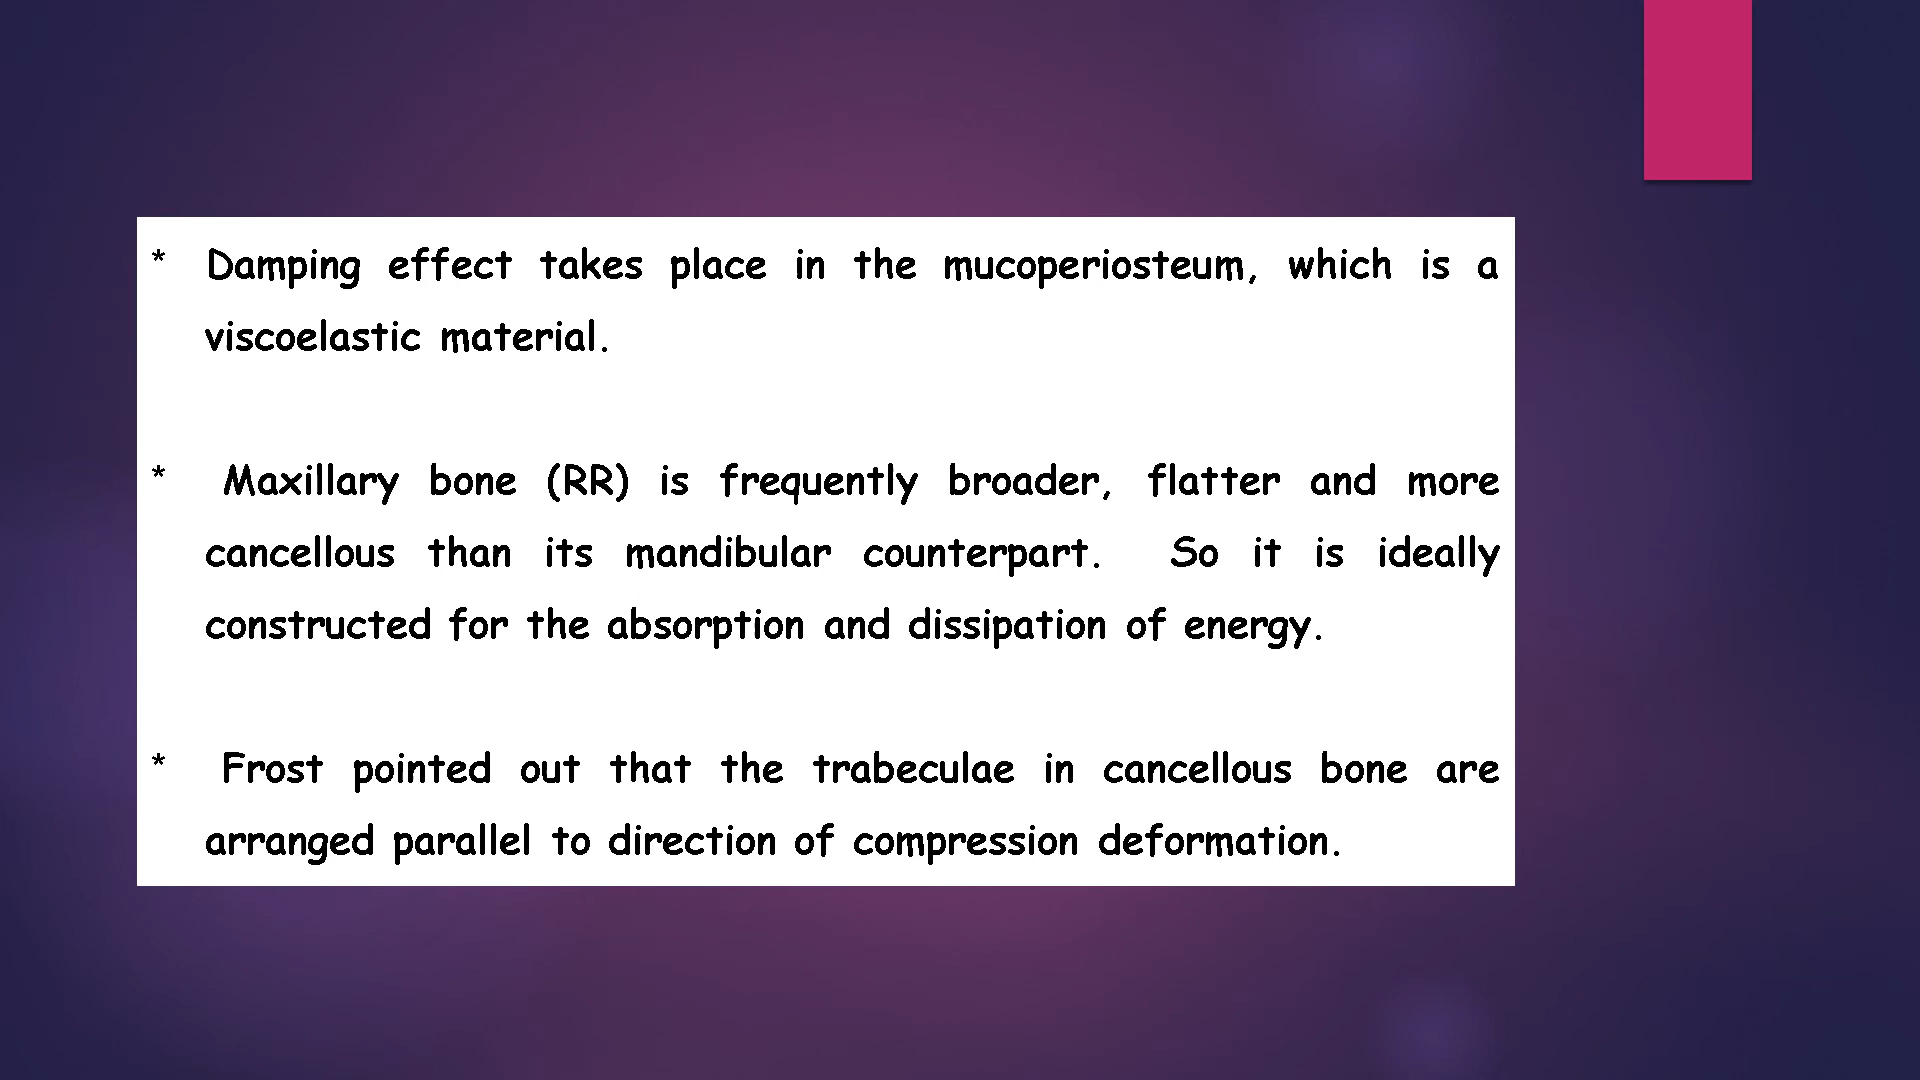 * Damping effect takes place in the mucoperiosteum, which is a
viscoelastic material.
* Maxillary bone (RR) is frequently broader, flatter and more
cancellous than its mandibular counterpart. So it is ideally
constructed for the absorption and dissipation of energy.
* Frost pointed out that the trabeculae in cancellous bone are
arranged parallel to direction of compression deformation.